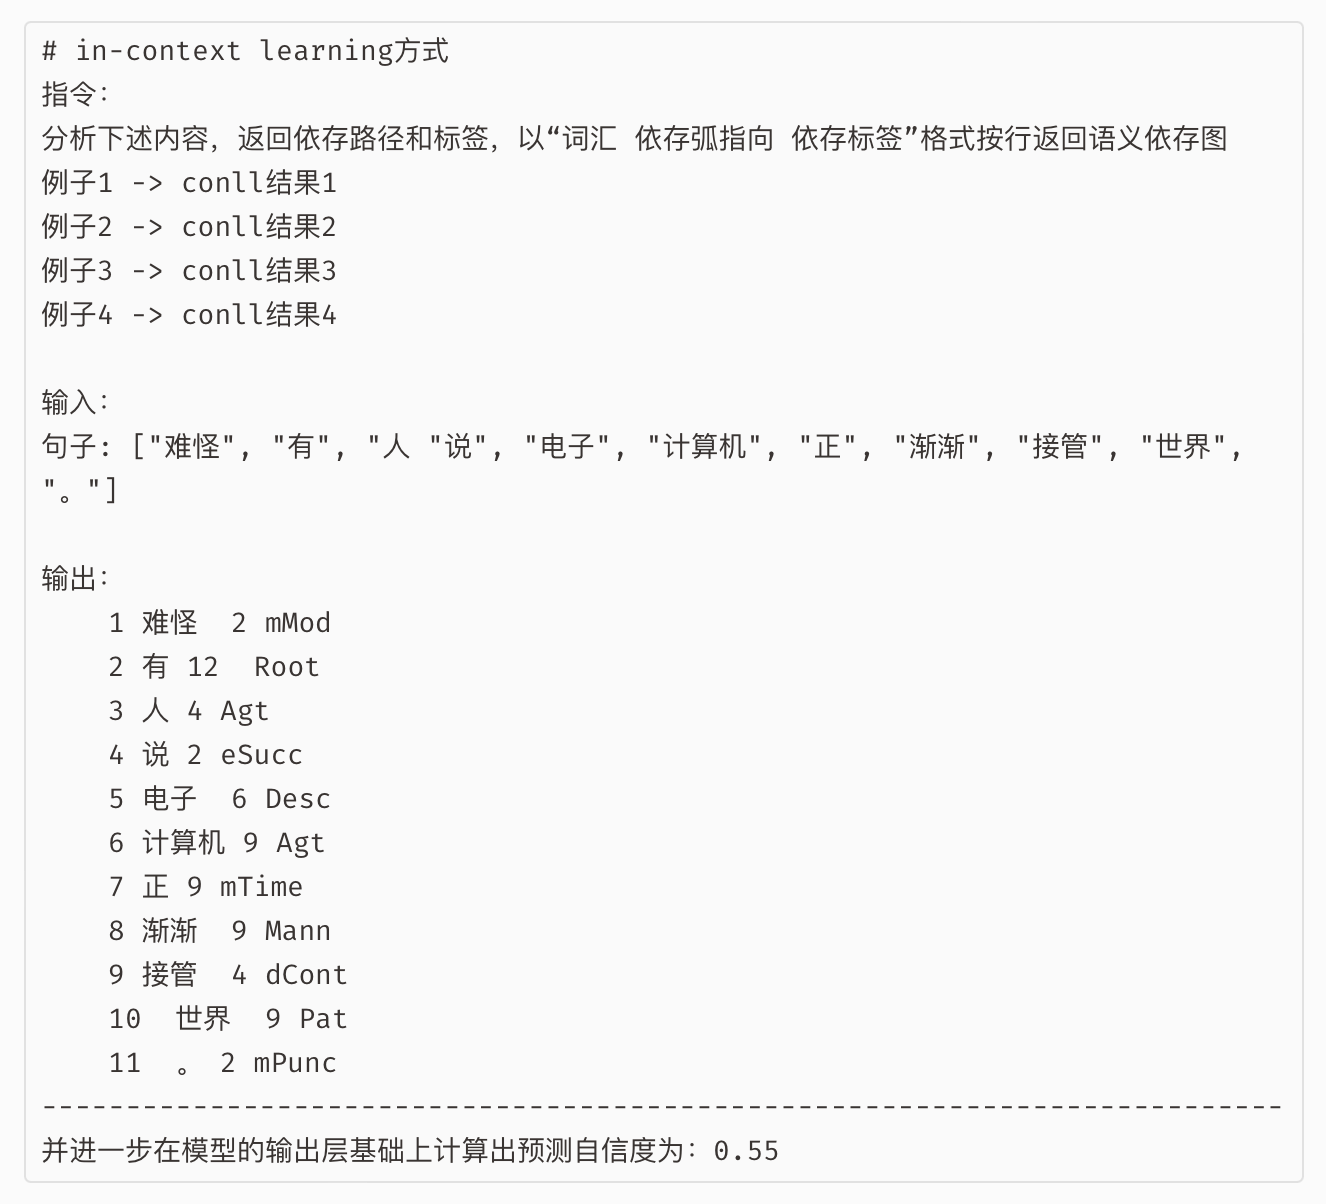 # in-context learning方式
指令：
分析下述内容，返回依存路径和标签，以“词汇 依存弧指向 依存标签”格式按行返回语义依存图
例子1 -> conll结果1
例子2 -> conll结果2
例子3 -> conll结果3
例子4 -> conll结果4
输入：
句子: ["难怪", "有", "人 "说", "电子", "计算机", "正", "渐渐", "接管", "世界",
"。"]
输出：
1 难怪 2 mMod
2 有 12 Root
3 人 4 Agt
4 说 2 eSucc
5 电子 6 Desc
6 计算机 9 Agt
7 正 9 mTime
8 渐渐 9 Mann
9 接管 4 dCont
10 世界 9 Pat
11 。 2 mPunc
--------------------------------------------------------------------------
并进一步在模型的输出层基础上计算出预测自信度为：0.55